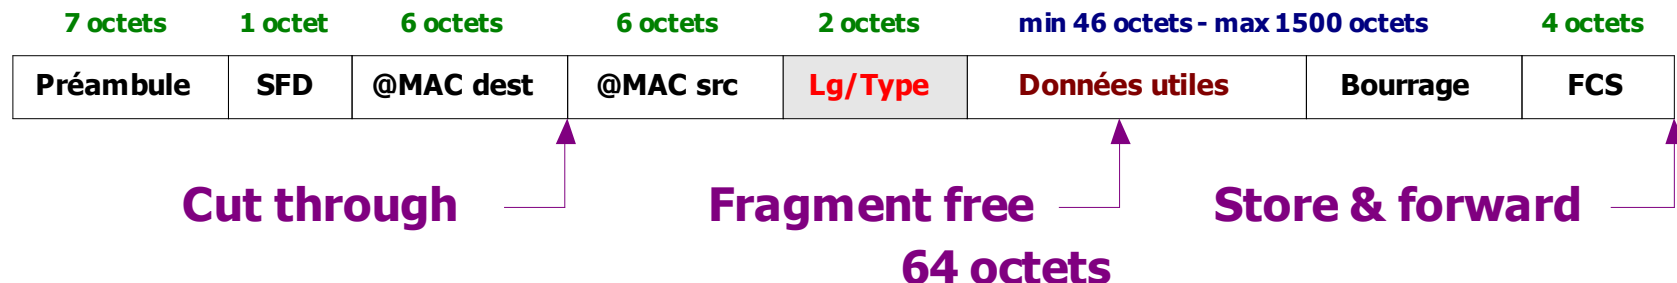 7 octets 1 octet 6 octets 6 octets 2 octets min 46 octets - max 1500 octets 4 octets
Préambule SFD @MAC dest @MAC src Lg/Type Données utiles Bourrage FCS
Cut through Fragment free Store & forward
64 octets